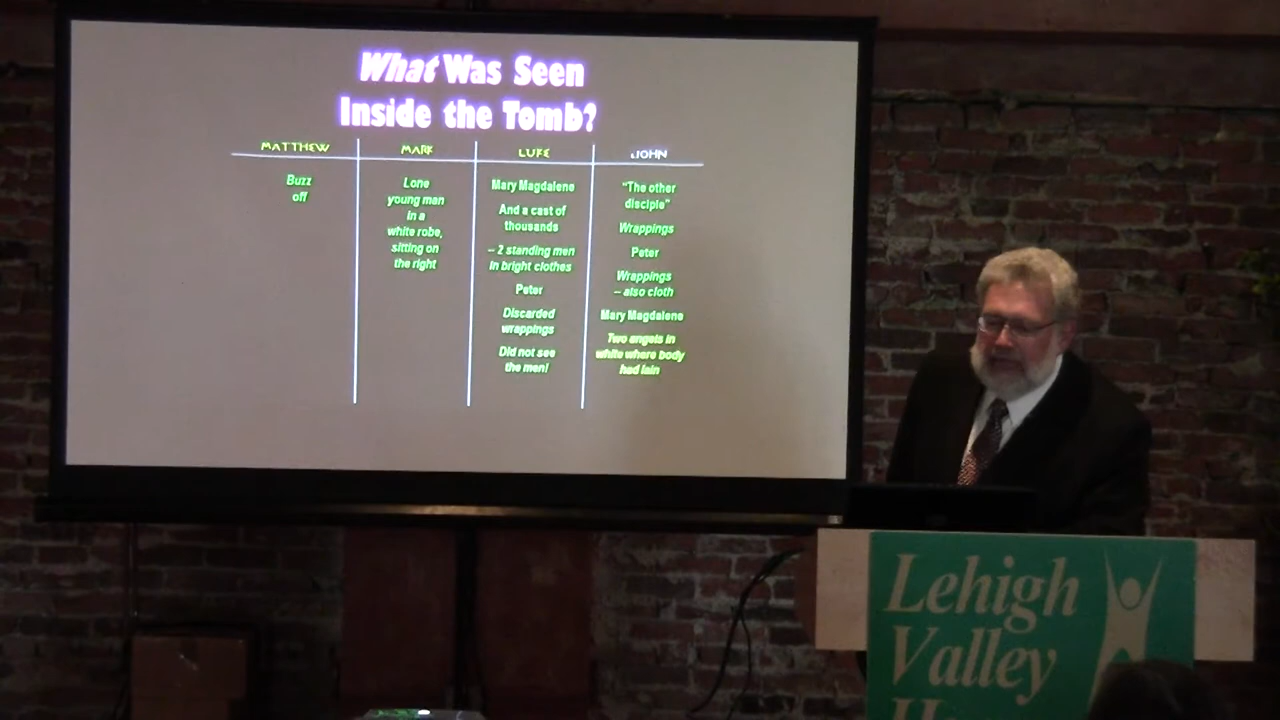 What Was Seen
Inside the Tomb?
MATTHEW
MARK
LUKE
JOHN
Buzz
off
Lone
young man
in a
white robe,
sitting on
the right
Mary Magdalene
And a cast of
thousands
-- 2 standing men
in bright clothes
Peter
Discarded
wrappings
Did not see
the men!
"The other
disciple"
Wrappings
Peter
Wrappings
-- also cloth
Mary Magdalene
Two angels in
white where body
had lain
Lehigh
Valley